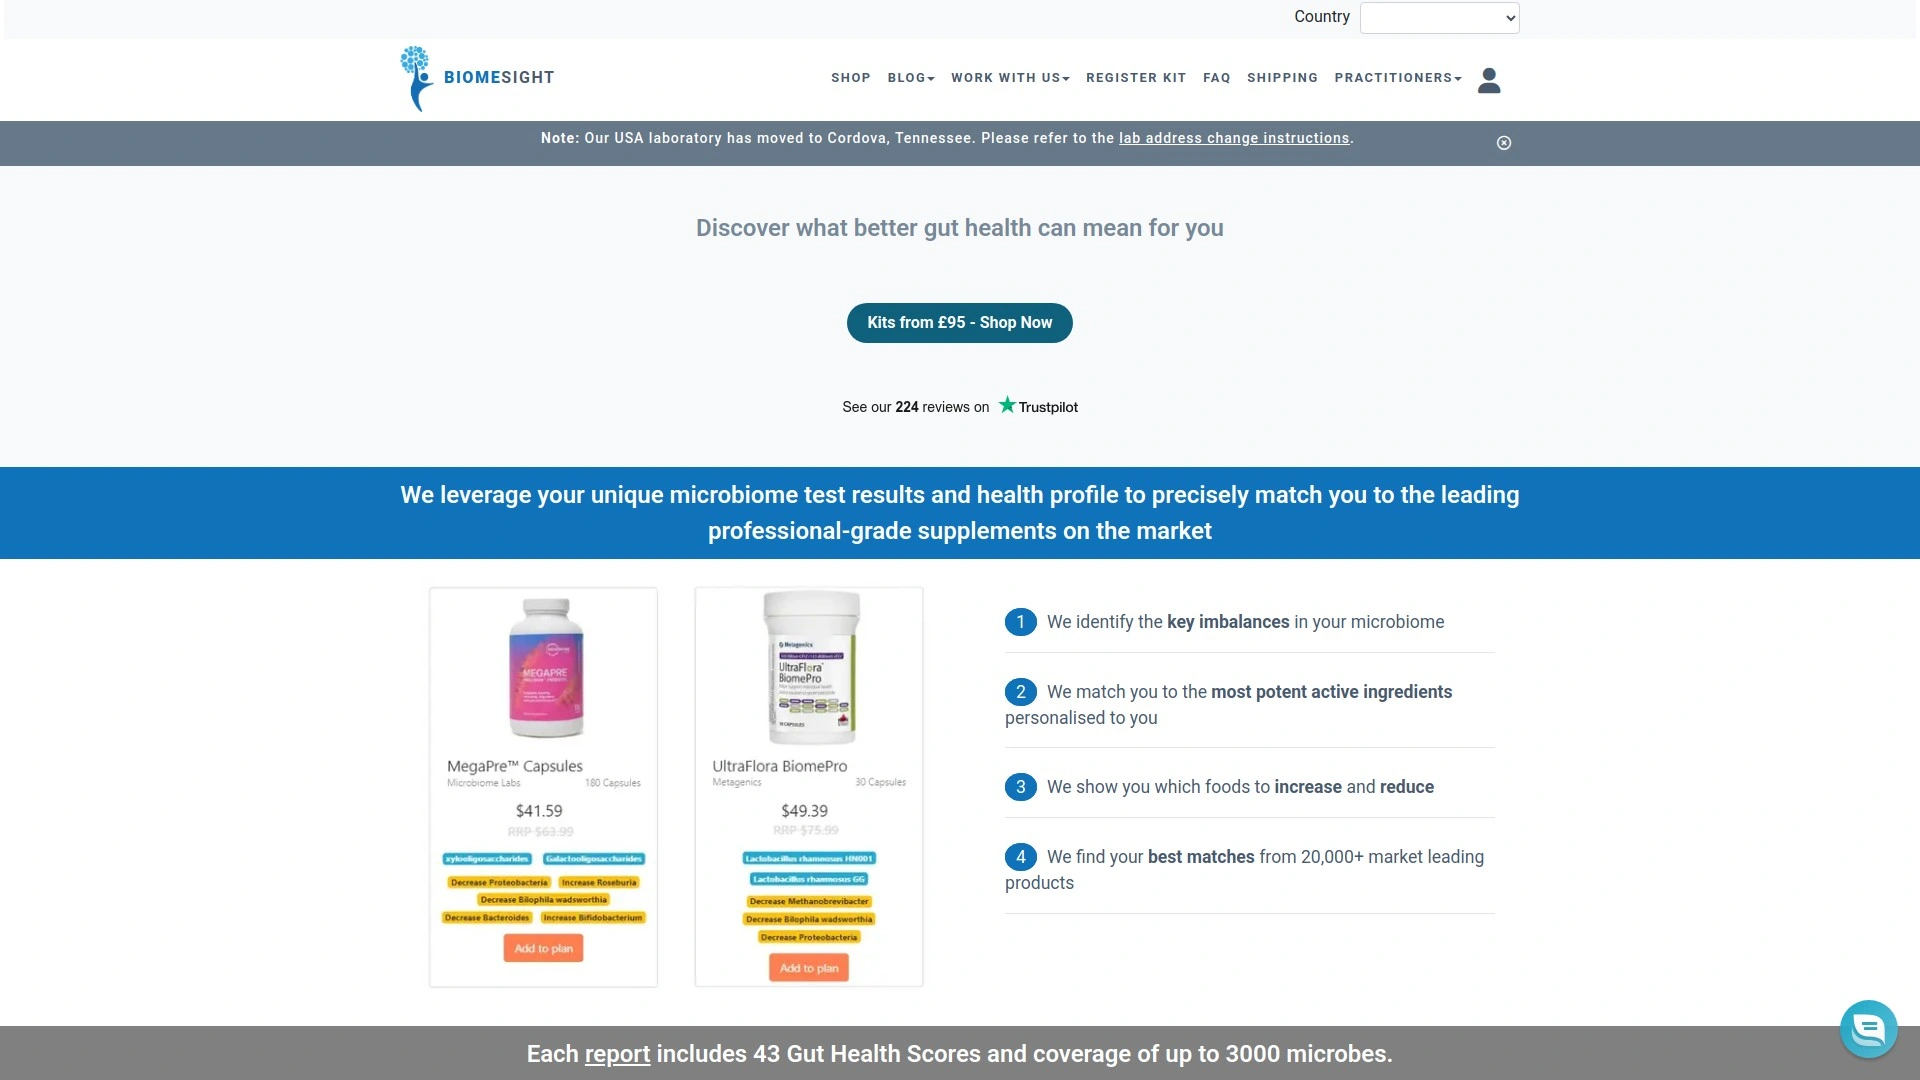 Country
BIOMESIGHT
SHOP BLOG WORK WITH US REGISTER KIT FAQ SHIPPING PRACTITIONERS
Note: Our USA laboratory has moved to Cordova, Tennessee. Please refer to the lab address change instructions.
Discover what better gut health can mean for you
Kits from £95 - Shop Now
See our 224 reviews on Trustpilot
We leverage your unique microbiome test results and health profile to precisely match you to the leading
professional-grade supplements on the market
MEGAPRE
MegaPre™ Capsules
Microbiome Labs 180 Capsules
$41.59
RRP $63.99
xylooligosaccharides Galactooligosaccharides
Decrease Proteobacteria Increase Roseburia
Decrease Bilophila wadsworthia
Decrease Bacteroides Increase Bifidobacterium
Add to plan
Metagenics
UltraFlora
BiomePro
UltraFlora BiomePro
Metagenics 30 Capsules
$49.39
RRP $75.99
Lactobacillus rhamnosus HN001
Lactobacillus rhamnosus GG
Decrease Methanobrevibacter
Decrease Bilophila wadsworthia
Decrease Proteobacteria
Add to plan
1 We identify the key imbalances in your microbiome
2 We match you to the most potent active ingredients
personalised to you
3 We show you which foods to increase and reduce
4 We find your best matches from 20,000+ market leading
products
Each report includes 43 Gut Health Scores and coverage of up to 3000 microbes.